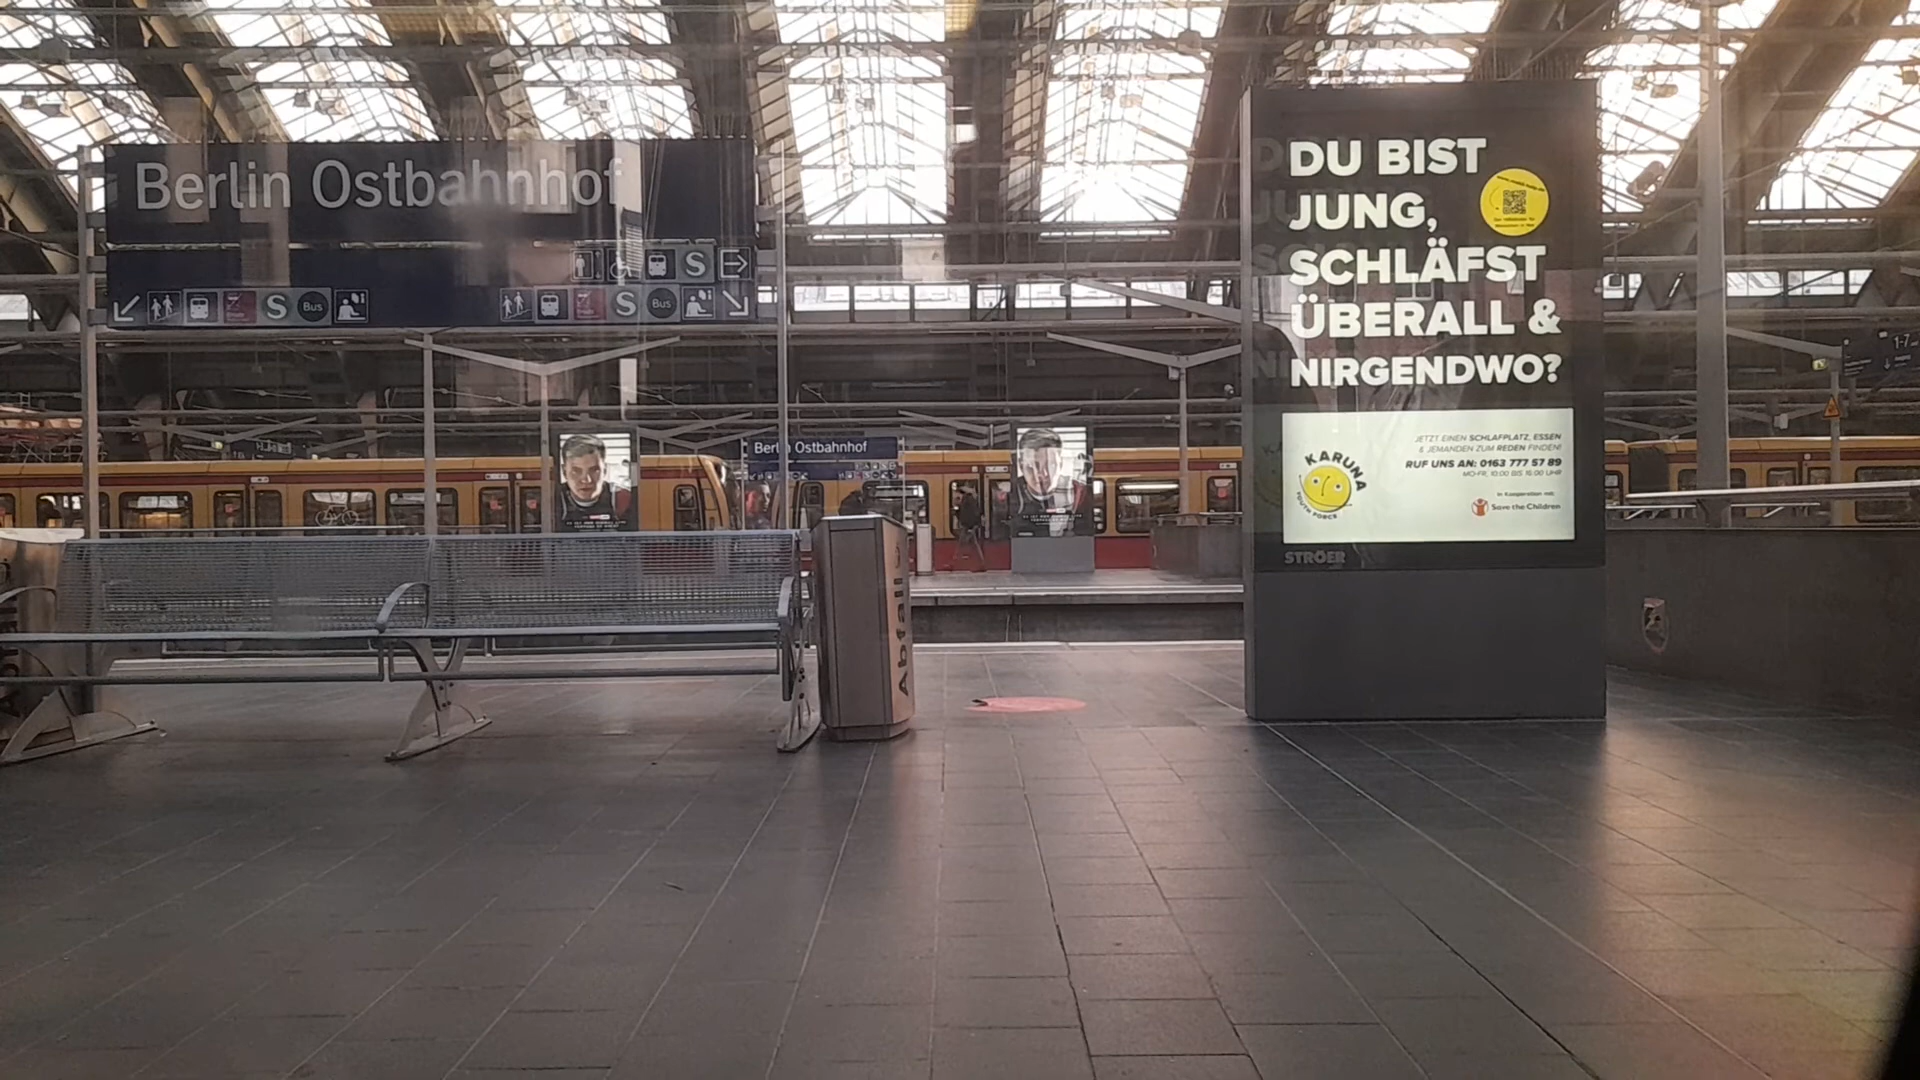 Berlin Ostbahnhof
S
S
Bus
S
Bus
Berlin Ostbahnhof
Abfall
DU BIST
JUNG,
SCHLÄFST
ÜBERALL &
NIRGENDWO?
KARUNA
YOUTH FORCE
JETZT EINEN SCHLAFPLATZ, ESSEN
& JEMANDEN ZUM REDEN FINDEN!
RUF UNS AN: 0163 777 57 89
MO-FR, 10:00 BIS 16:00 UHR
In Kooperation mit:
Save the Children
STRÖER
1-7